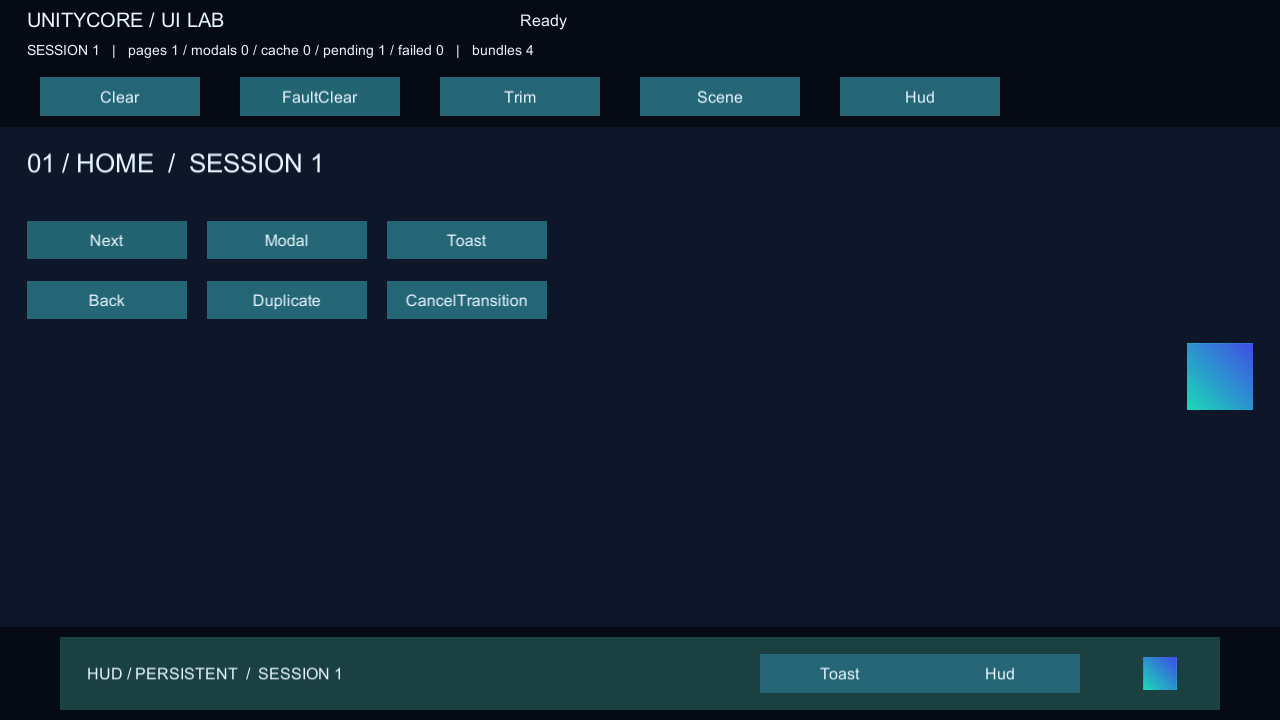 UNITYCORE / UI LAB
Ready
SESSION 1 | pages 1 / modals 0 / cache 0 / pending 1 / failed 0 | bundles 4
Clear FaultClear Trim Scene Hud
01 / HOME / SESSION 1
Next Modal Toast
Back Duplicate CancelTransition
HUD / PERSISTENT / SESSION 1 Toast Hud